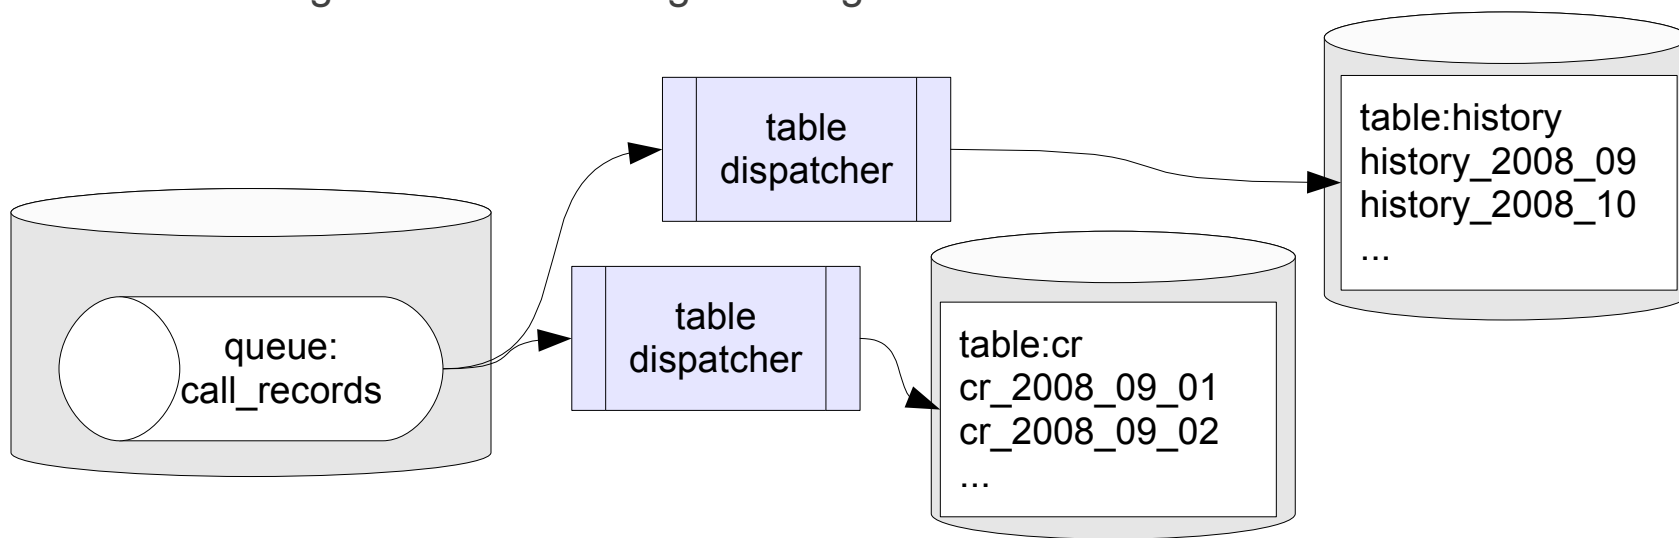 table
dispatcher
table:history
history_2008_09
history_2008_10
...
queue:
call_records
table
dispatcher
table:cr
cr_2008_09_01
cr_2008_09_02
...